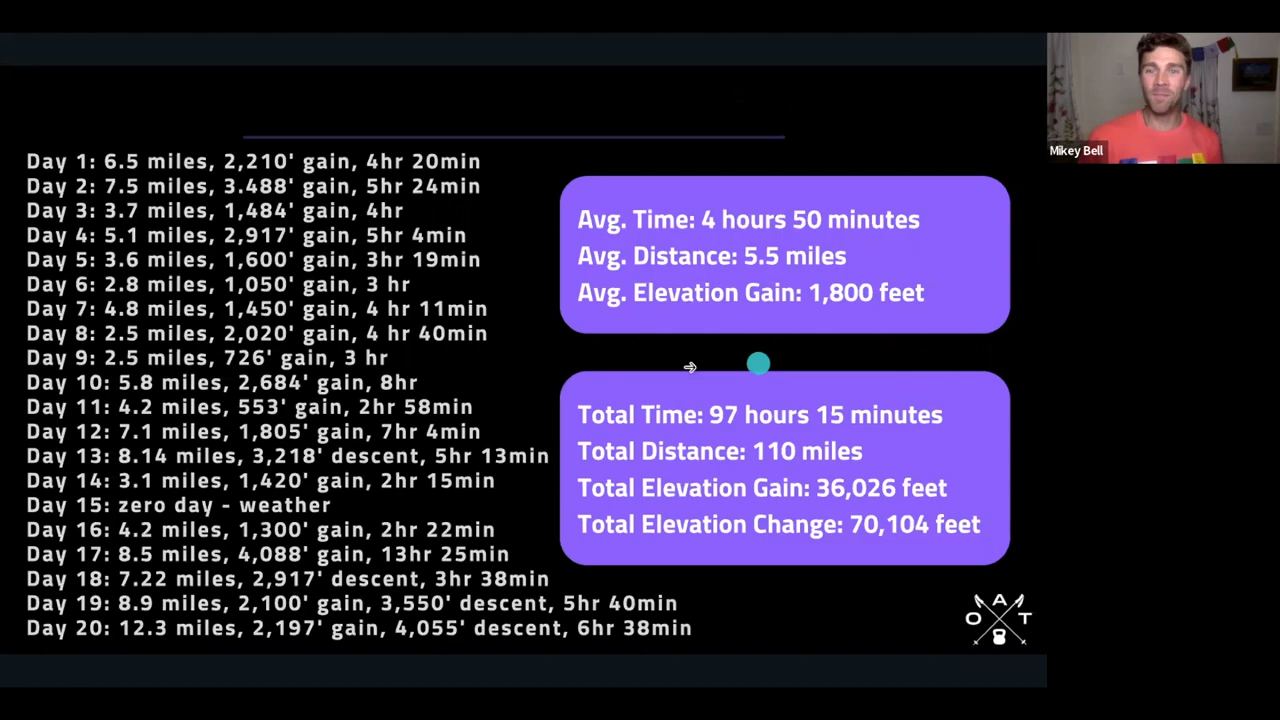 Day 1: 6.5 miles, 2,210' gain, 4hr 20min
Day 2: 7.5 miles, 3.488' gain, 5hr 24min
Day 3: 3.7 miles, 1,484' gain, 4hr
Day 4: 5.1 miles, 2,917' gain, 5hr 4min
Day 5: 3.6 miles, 1,600' gain, 3hr 19min
Day 6: 2.8 miles, 1,050' gain, 3 hr
Day 7: 4.8 miles, 1,450' gain, 4 hr 11min
Day 8: 2.5 miles, 2,020' gain, 4 hr 40min
Day 9: 2.5 miles, 726' gain, 3 hr
Day 10: 5.8 miles, 2,684' gain, 8hr
Day 11: 4.2 miles, 553' gain, 2hr 58min
Day 12: 7.1 miles, 1,805' gain, 7hr 4min
Day 13: 8.14 miles, 3,218' descent, 5hr 13min
Day 14: 3.1 miles, 1,420' gain, 2hr 15min
Day 15: zero day - weather
Day 16: 4.2 miles, 1,300' gain, 2hr 22min
Day 17: 8.5 miles, 4,088' gain, 13hr 25min
Day 18: 7.22 miles, 2,917' descent, 3hr 38min
Day 19: 8.9 miles, 2,100' gain, 3,550' descent, 5hr 40min
Day 20: 12.3 miles, 2,197' gain, 4,055' descent, 6hr 38min
Avg. Time: 4 hours 50 minutes
Avg. Distance: 5.5 miles
Avg. Elevation Gain: 1,800 feet
Total Time: 97 hours 15 minutes
Total Distance: 110 miles
Total Elevation Gain: 36,026 feet
Total Elevation Change: 70,104 feet
A
O T
Mikey Bell